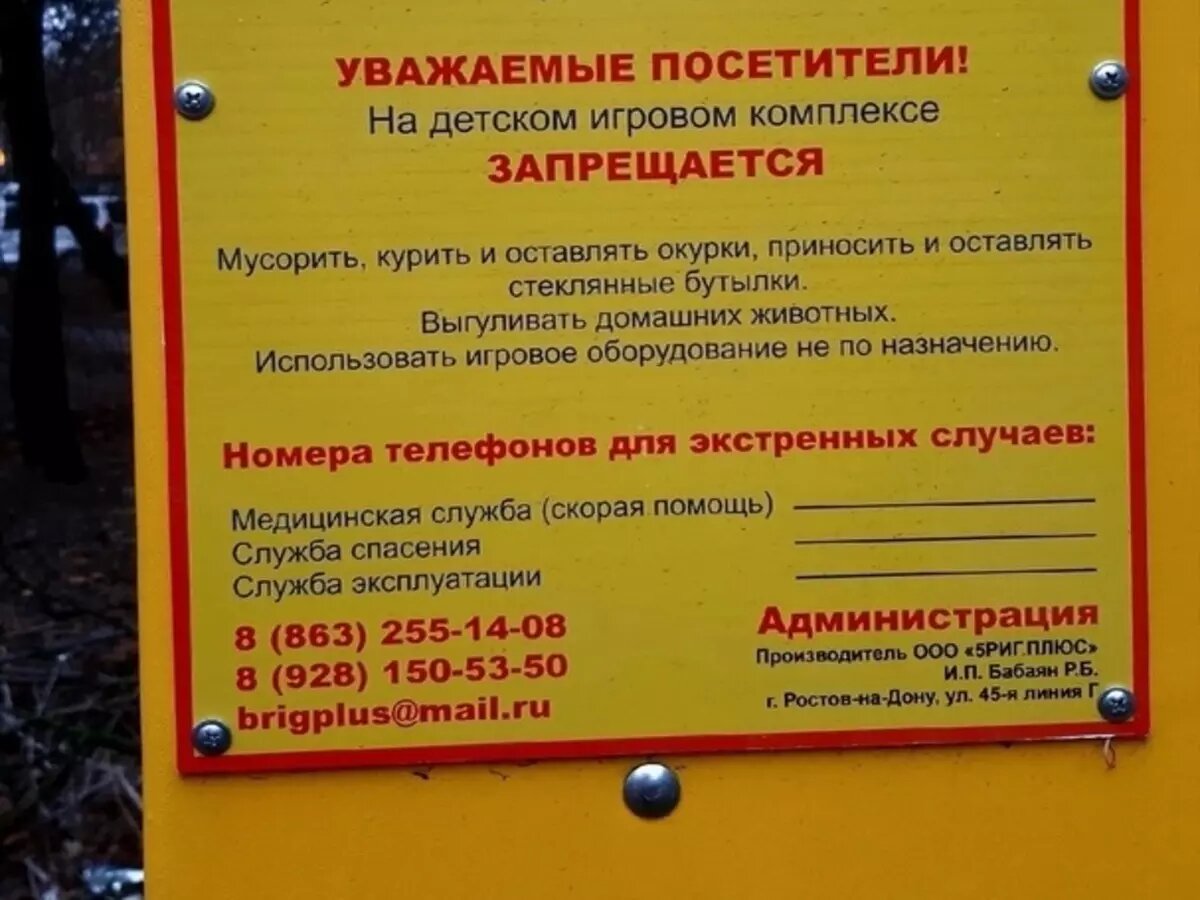 УВАЖАЕМЫЕ ПОСЕТИТЕЛИ!
На детском игровом комплексе
ЗАПРЕЩАЕТСЯ
Мусорить, курить и оставлять окурки, приносить и оставлять
стеклянные бутылки.
Выгуливать домашних животных.
Использовать игровое оборудование не по назначению.
Номера телефонов для экстренных случаев:
Медицинская служба (скорая помощь)
Служба спасения
Служба эксплуатации
8 (863) 255-14-08
8 (928) 150-53-50
brigplus@mail.ru
Администрация
Производитель ООО «5РИГ.ПЛЮС»
И.П. Бабаян Р.Б.
г. Ростов-на-Дону, ул. 45-я линия Г